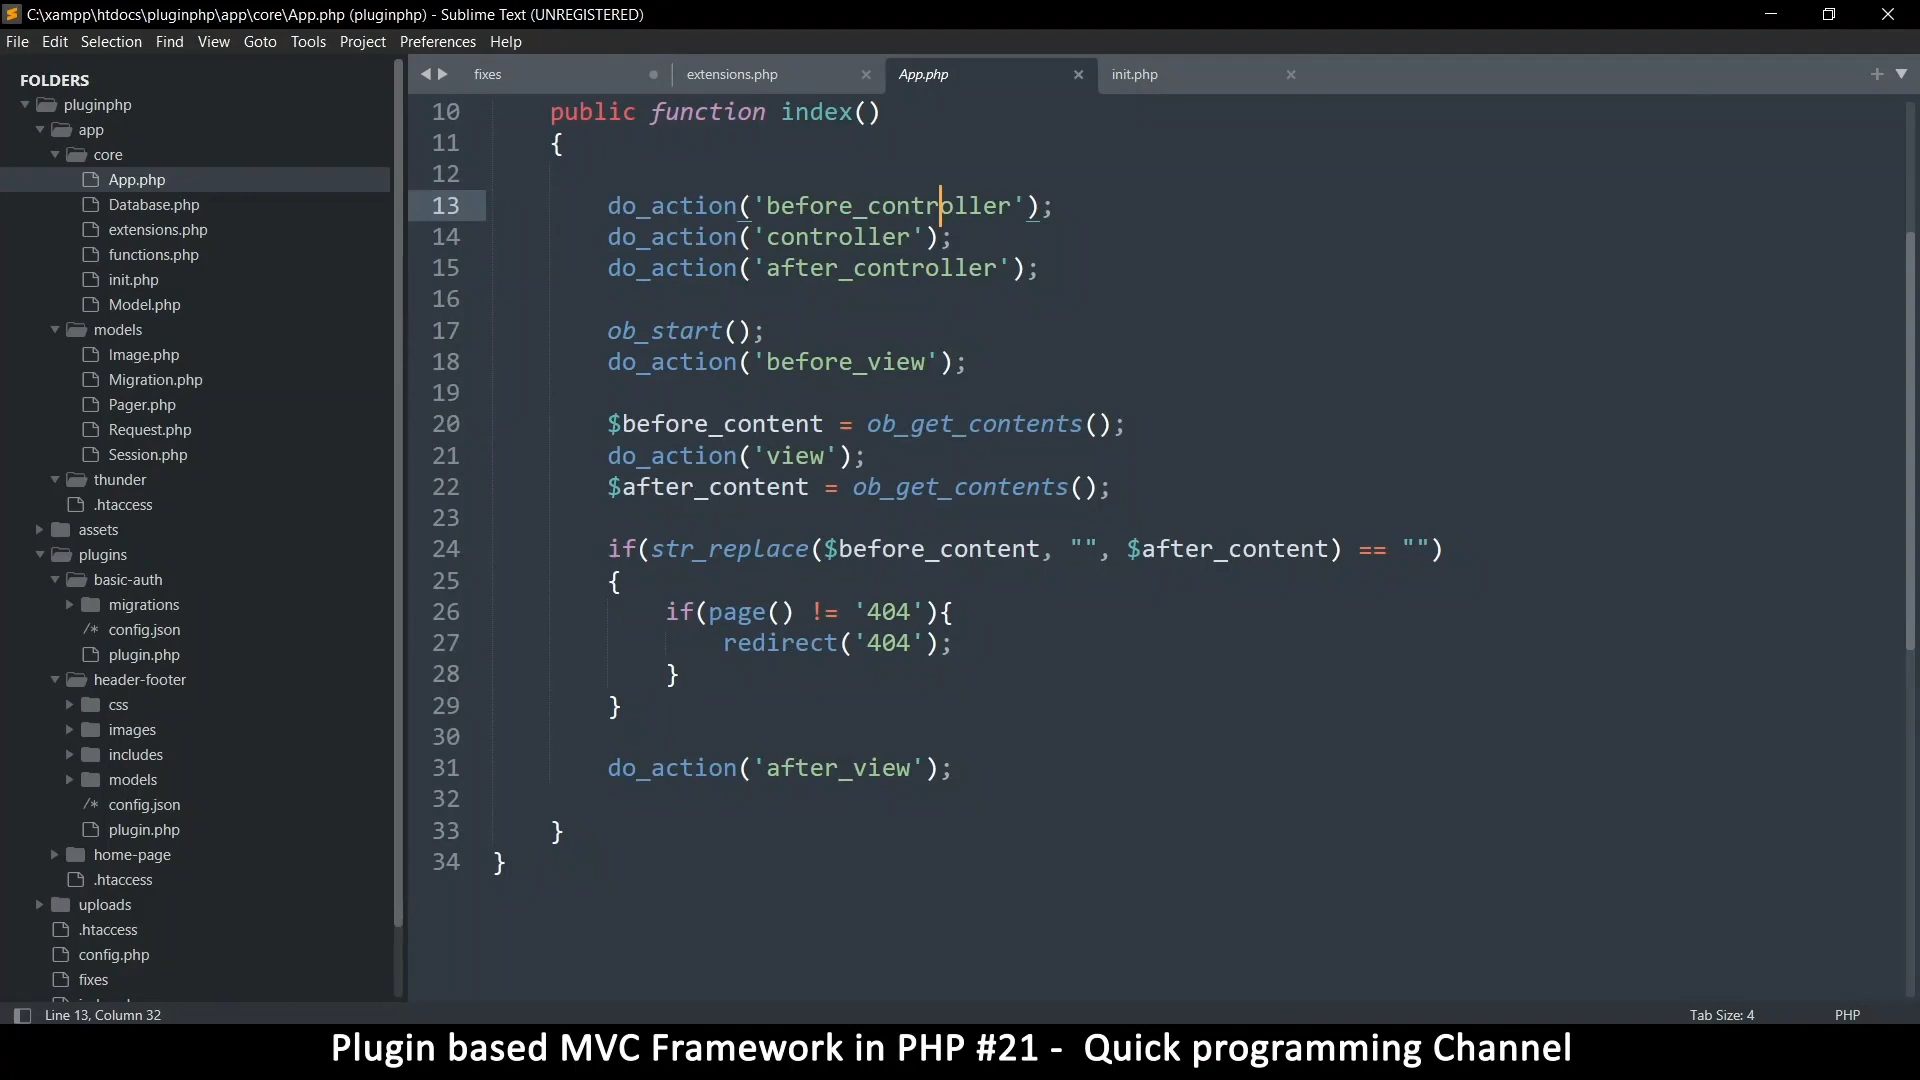 C:\xampp\htdocs\pluginphp\app\core\App.php (pluginphp) - Sublime Text (UNREGISTERED)
File Edit Selection Find View Goto Tools Project Preferences Help
FOLDERS
pluginphp
app
core
App.php
Database.php
extensions.php
functions.php
init.php
Model.php
models
Image.php
Migration.php
Pager.php
Request.php
Session.php
thunder
.htaccess
assets
plugins
basic-auth
migrations
/* config.json
plugin.php
header-footer
css
images
includes
models
/* config.json
plugin.php
home-page
.htaccess
uploads
.htaccess
config.php
fixes
fixes extensions.php App.php init.php
10 public function index()
11 {
12
13 do_action('before_controller');
14 do_action('controller');
15 do_action('after_controller');
16
17 ob_start();
18 do_action('before_view');
19
20 $before_content = ob_get_contents();
21 do_action('view');
22 $after_content = ob_get_contents();
23
24 if(str_replace($before_content, "", $after_content) == "")
25 {
26 if(page() != '404'){
27 redirect('404');
28 }
29 }
30
31 do_action('after_view');
32
33 }
34 }
Line 13, Column 32
Tab Size: 4
PHP
Plugin based MVC Framework in PHP #21 - Quick programming Channel